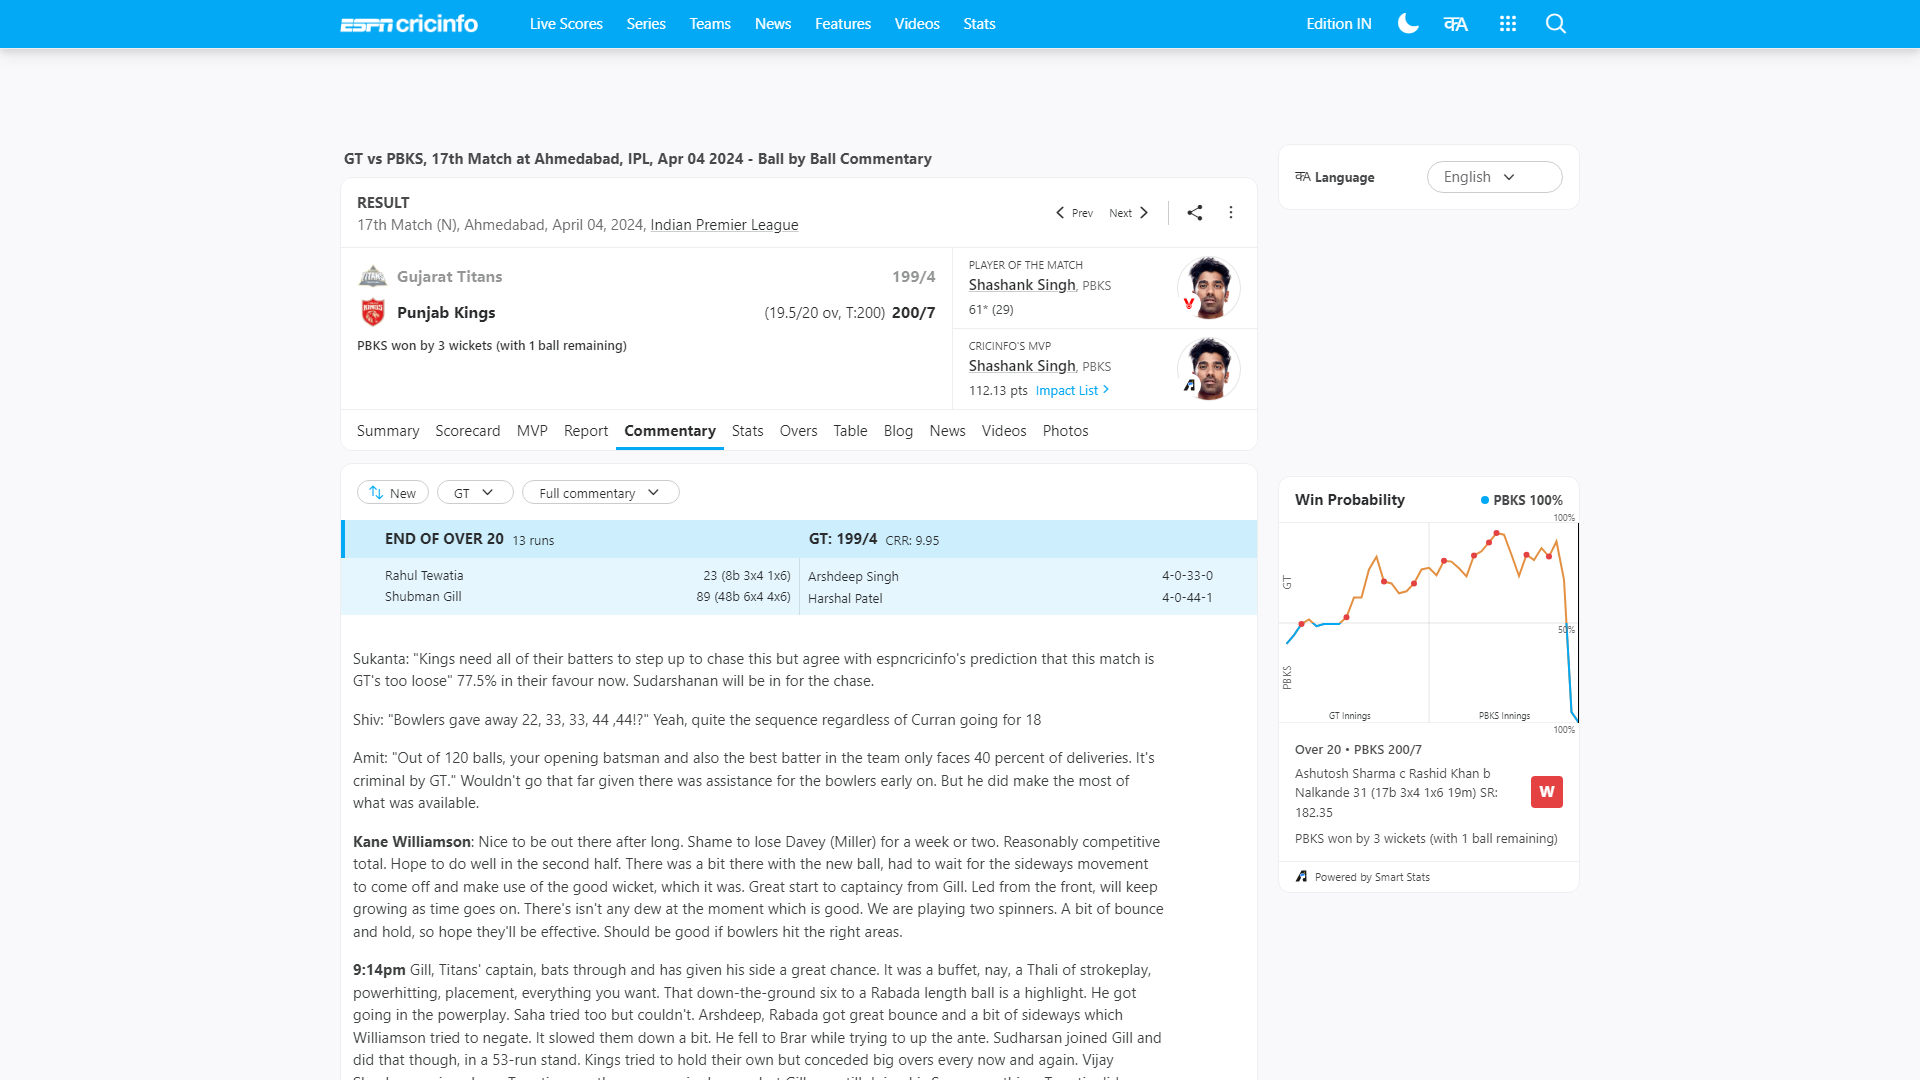 ESPN cricinfo Live Scores Series Teams News Features Videos Stats Edition IN
GT vs PBKS, 17th Match at Ahmedabad, IPL, Apr 04 2024 - Ball by Ball Commentary
RESULT
17th Match (N), Ahmedabad, April 04, 2024, Indian Premier League
Prev Next
Gujarat Titans 199/4
Punjab Kings (19.5/20 ov, T:200) 200/7
PBKS won by 3 wickets (with 1 ball remaining)
PLAYER OF THE MATCH
Shashank Singh, PBKS
61* (29)
CRICINFO'S MVP
Shashank Singh, PBKS
112.13 pts Impact List
Summary Scorecard MVP Report Commentary Stats Overs Table Blog News Videos Photos
New GT Full commentary
END OF OVER 20 13 runs GT: 199/4 CRR: 9.95
Rahul Tewatia 23 (8b 3x4 1x6) Arshdeep Singh 4-0-33-0
Shubman Gill 89 (48b 6x4 4x6) Harshal Patel 4-0-44-1
Sukanta: "Kings need all of their batters to step up to chase this but agree with espncricinfo's prediction that this match is
GT's too loose" 77.5% in their favour now. Sudarshanan will be in for the chase.
Shiv: "Bowlers gave away 22, 33, 33, 44 ,44!?" Yeah, quite the sequence regardless of Curran going for 18
Amit: "Out of 120 balls, your opening batsman and also the best batter in the team only faces 40 percent of deliveries. It's
criminal by GT." Wouldn't go that far given there was assistance for the bowlers early on. But he did make the most of
what was available.
Kane Williamson: Nice to be out there after long. Shame to lose Davey (Miller) for a week or two. Reasonably competitive
total. Hope to do well in the second half. There was a bit there with the new ball, had to wait for the sideways movement
to come off and make use of the good wicket, which it was. Great start to captaincy from Gill. Led from the front, will keep
growing as time goes on. There's isn't any dew at the moment which is good. We are playing two spinners. A bit of bounce
and hold, so hope they'll be effective. Should be good if bowlers hit the right areas.
9:14pm Gill, Titans' captain, bats through and has given his side a great chance. It was a buffet, nay, a Thali of strokeplay,
powerhitting, placement, everything you want. That down-the-ground six to a Rabada length ball is a highlight. He got
going in the powerplay. Saha tried too but couldn't. Arshdeep, Rabada got great bounce and a bit of sideways which
Williamson tried to negate. It slowed them down a bit. He fell to Brar while trying to up the ante. Sudharsan joined Gill and
did that though, in a 53-run stand. Kings tried to hold their own but conceded big overs every now and again. Vijay
Language English
Win Probability PBKS 100%
100%
GT
50%
PBKS
GT Innings PBKS Innings
100%
Over 20 • PBKS 200/7
Ashutosh Sharma c Rashid Khan b
Nalkande 31 (17b 3x4 1x6 19m) SR:
182.35
W
PBKS won by 3 wickets (with 1 ball remaining)
Powered by Smart Stats